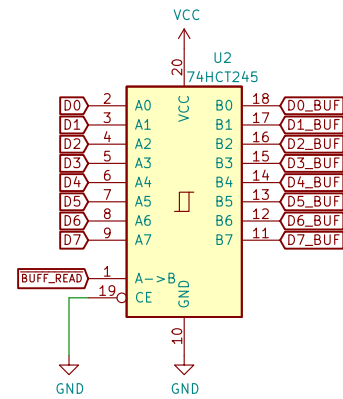 VCC
U2
74HCT245
20
VCC
D0 2 A0 B0 18 D0_BUF
D1 3 A1 B1 17 D1_BUF
D2 4 A2 B2 16 D2_BUF
D3 5 A3 B3 15 D3_BUF
D4 6 A4 B4 14 D4_BUF
D5 7 A5 B5 13 D5_BUF
D6 8 A6 B6 12 D6_BUF
D7 9 A7 B7 11 D7_BUF
BUFF_READ 1 A->B
19 CE
GND
10
GND
GND